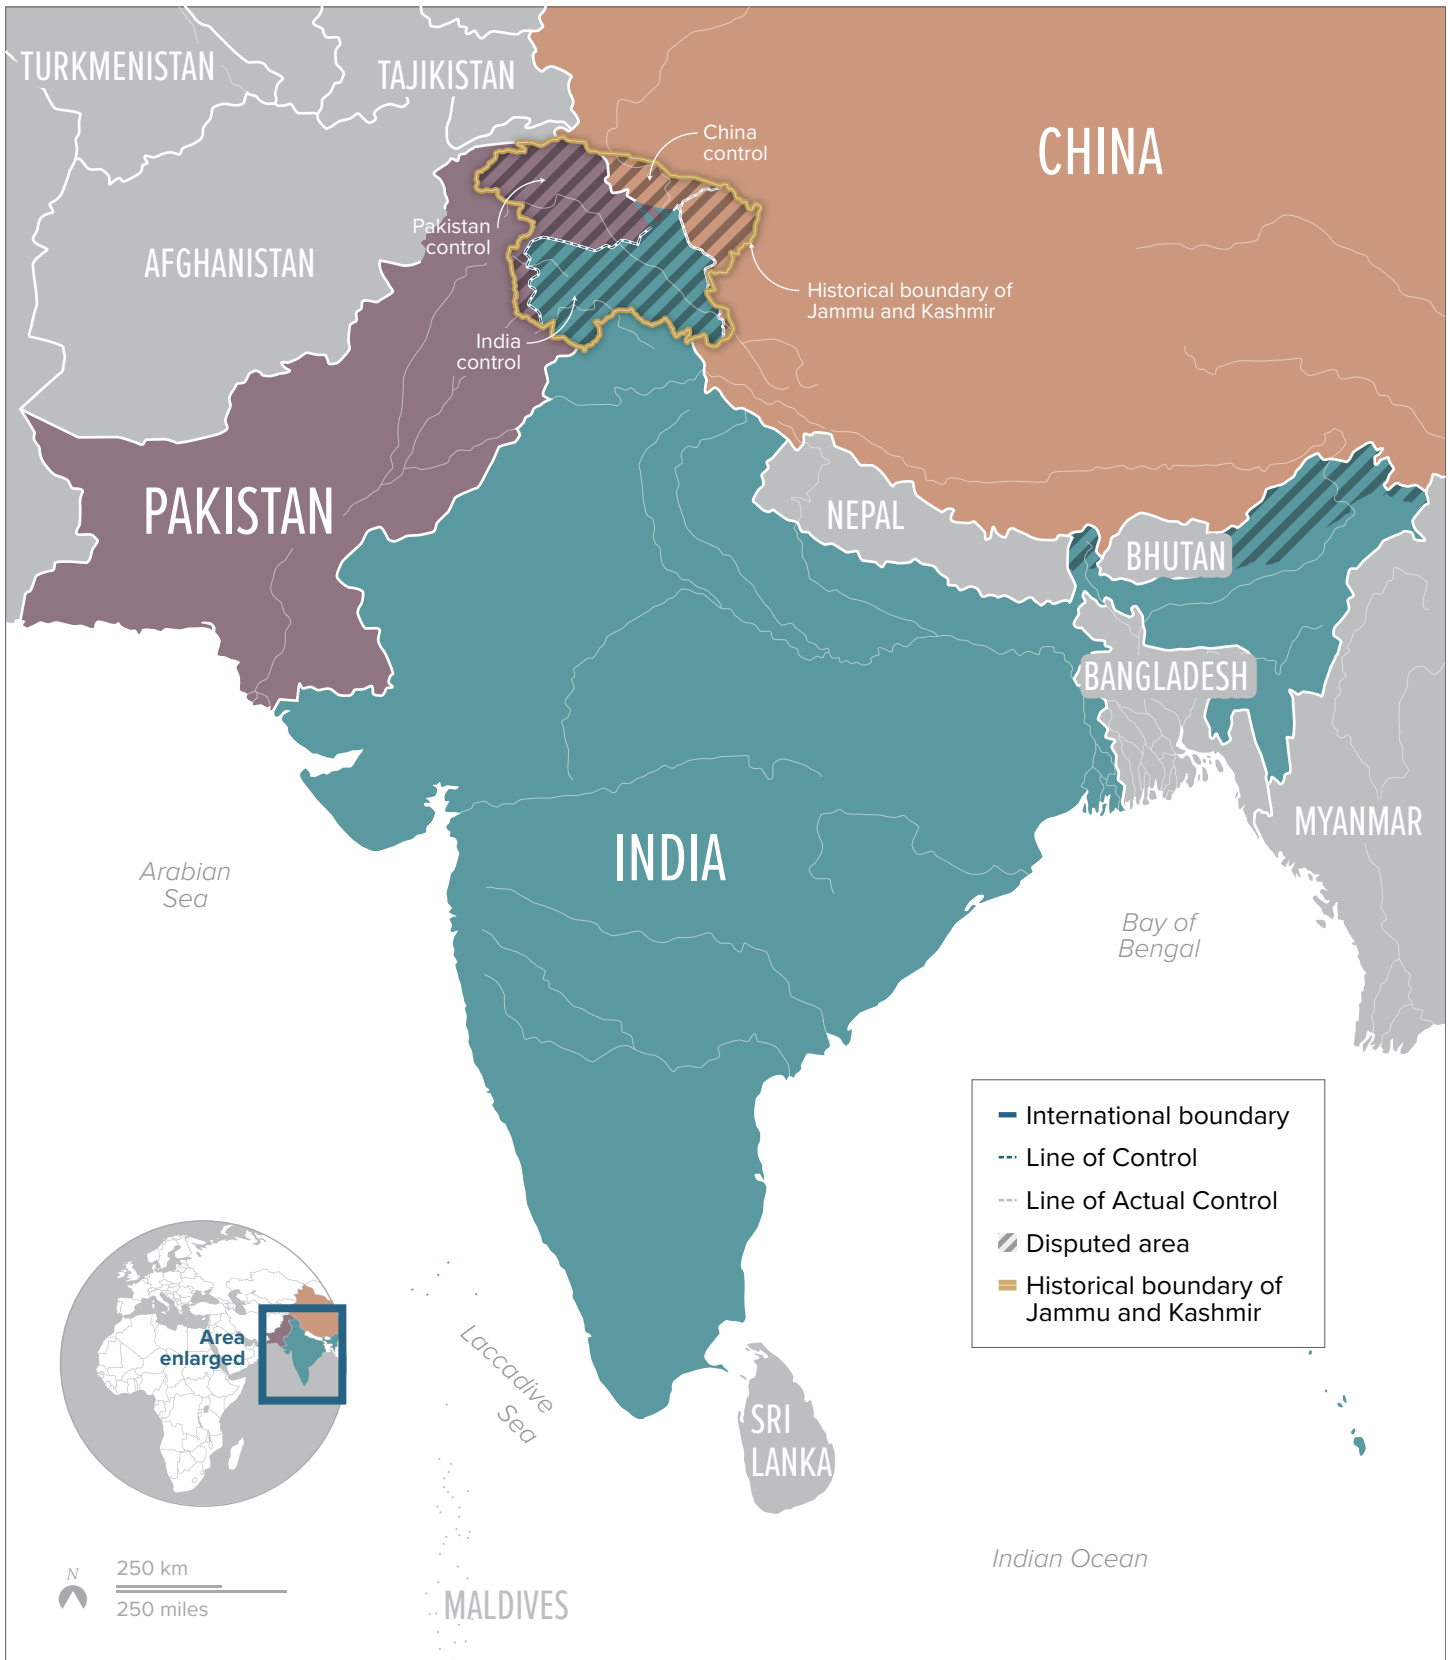 TURKMENISTAN
TAJIKISTAN
CHINA
China
control
Pakistan
control
AFGHANISTAN
Historical boundary of
Jammu and Kashmir
India
control
PAKISTAN
NEPAL
BHUTAN
BANGLADESH
MYANMAR
INDIA
Arabian
Sea
Bay of
Bengal
International boundary
Line of Control
Line of Actual Control
Disputed area
Historical boundary of
Jammu and Kashmir
Area
enlarged
Laccadive
Sea
SRI
LANKA
Indian Ocean
N
250 km
250 miles
MALDIVES